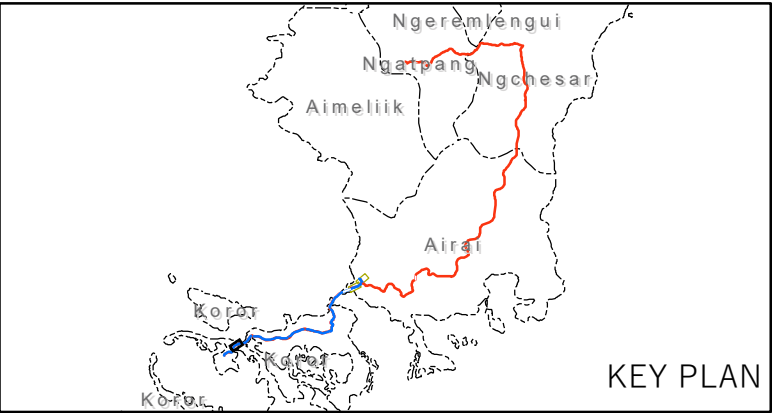 Ngeremlengui
Ngatpang
Ngchesar
Aimeliik
Airai
Koror
Koror
Koror
KEY PLAN